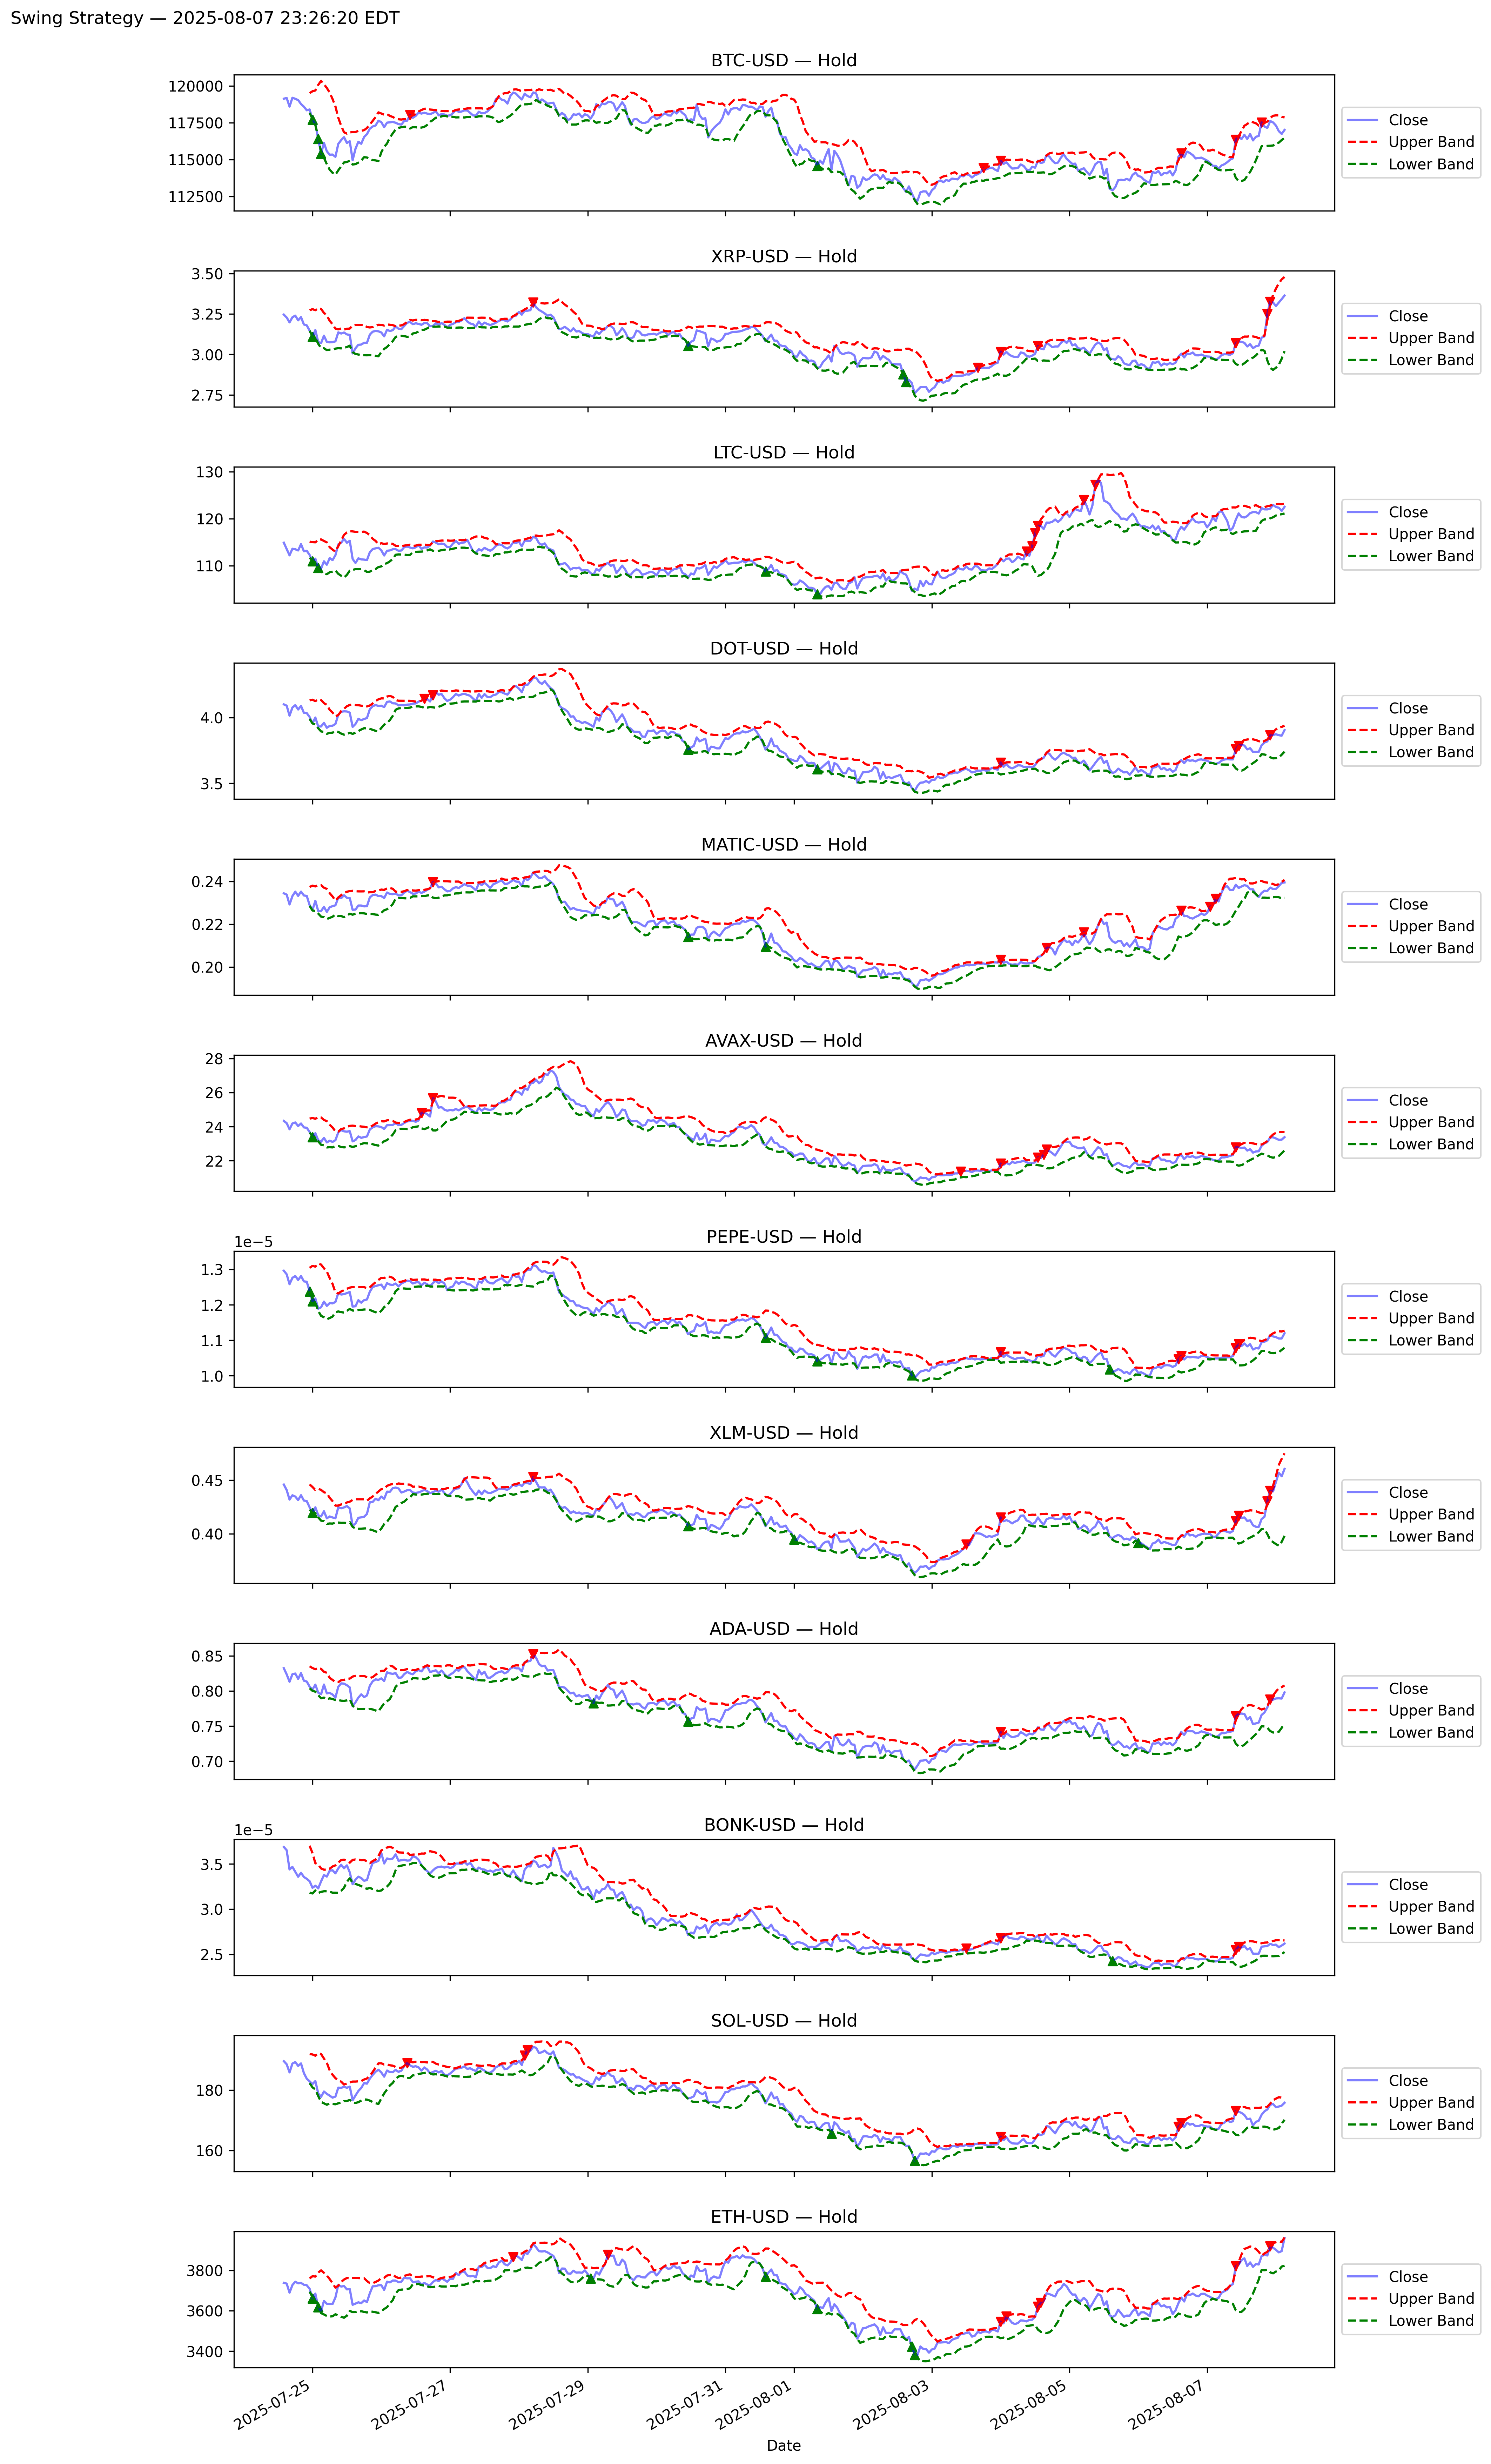 Swing Strategy — 2025-08-07 23:26:20 EDT
BTC-USD — Hold
120000
117500
115000
112500
Close
Upper Band
Lower Band
XRP-USD — Hold
3.50
3.25
3.00
2.75
Close
Upper Band
Lower Band
LTC-USD — Hold
130
120
110
Close
Upper Band
Lower Band
DOT-USD — Hold
4.0
3.5
Close
Upper Band
Lower Band
MATIC-USD — Hold
0.24
0.22
0.20
Close
Upper Band
Lower Band
AVAX-USD — Hold
28
26
24
22
Close
Upper Band
Lower Band
PEPE-USD — Hold
1e−5
1.3
1.2
1.1
1.0
Close
Upper Band
Lower Band
XLM-USD — Hold
0.45
0.40
Close
Upper Band
Lower Band
ADA-USD — Hold
0.85
0.80
0.75
0.70
Close
Upper Band
Lower Band
BONK-USD — Hold
1e−5
3.5
3.0
2.5
Close
Upper Band
Lower Band
SOL-USD — Hold
180
160
Close
Upper Band
Lower Band
ETH-USD — Hold
3800
3600
3400
Close
Upper Band
Lower Band
2025-07-25
2025-07-27
2025-07-29
2025-07-31
2025-08-01
2025-08-03
2025-08-05
2025-08-07
Date